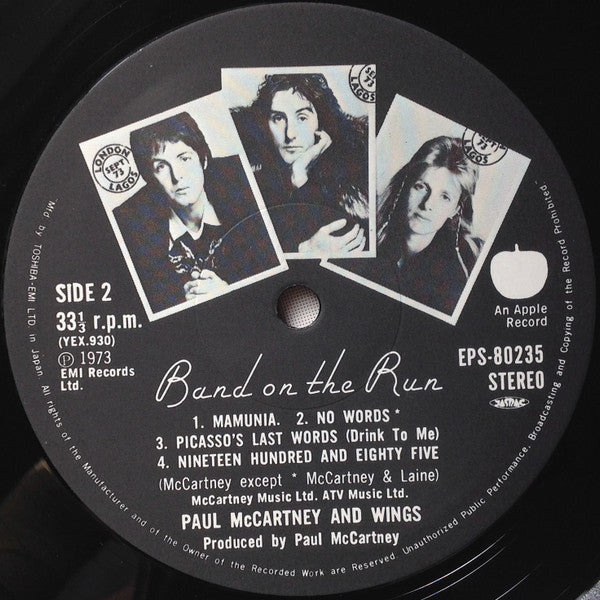 LONDON
SEPT
73
LAGOS
SEPT
73
LAGOS
73
LAGOS
SIDE 2
33⅓ r.p.m.
(YEX.930)
Ⓟ 1973
EMI Records
Ltd.
An Apple
Record
EPS-80235
STEREO
JASRAC
Band on the Run
1. MAMUNIA. 2. NO WORDS *
3. PICASSO'S LAST WORDS (Drink To Me)
4. NINETEEN HUNDRED AND EIGHTY FIVE
(McCartney except * McCartney & Laine)
McCartney Music Ltd. ATV Music Ltd.
PAUL McCARTNEY AND WINGS
Produced by Paul McCartney
Mfd by TOSHIBA-EMI LTD. in Japan. All rights of the Manufacturer and of the Owner of the Recorded Work are Reserved. Unauthorized Public Performance, Broadcasting and Copying of the Record Prohibited.